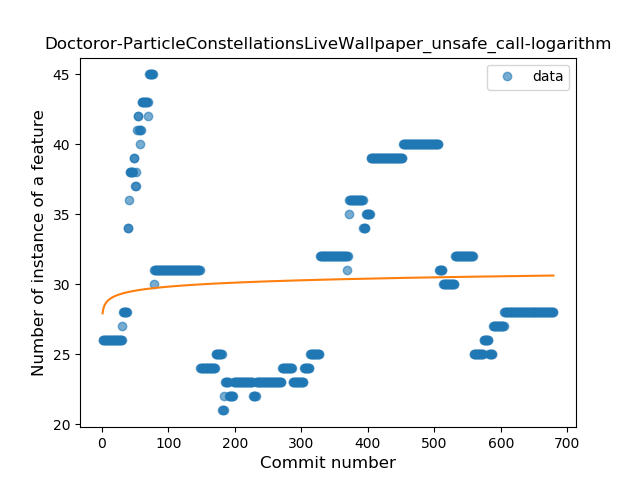 Doctoror-ParticleConstellationsLiveWallpaper_unsafe_call-logarithm
data
Number of instance of a feature
45
40
35
30
25
20
0 100 200 300 400 500 600 700
Commit number